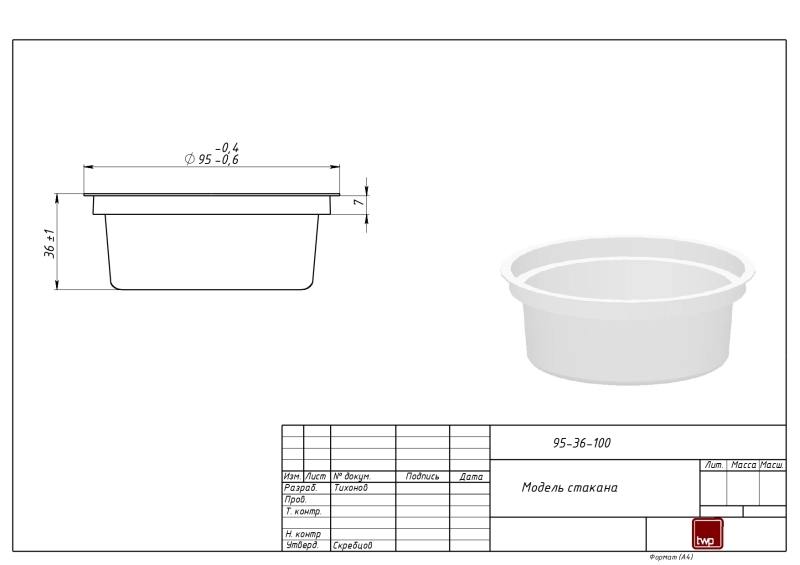 -0,4
∅ 95 -0,6
7
36 ±1
95-36-100
Лит. Масса Масш.
Изм. Лист № докум. Подпись Дата
Разраб. Тихонов
Модель стакана
Пров.
Т. контр.
Н. контр
Утверд. Скребцов
twp
Формат (А4)